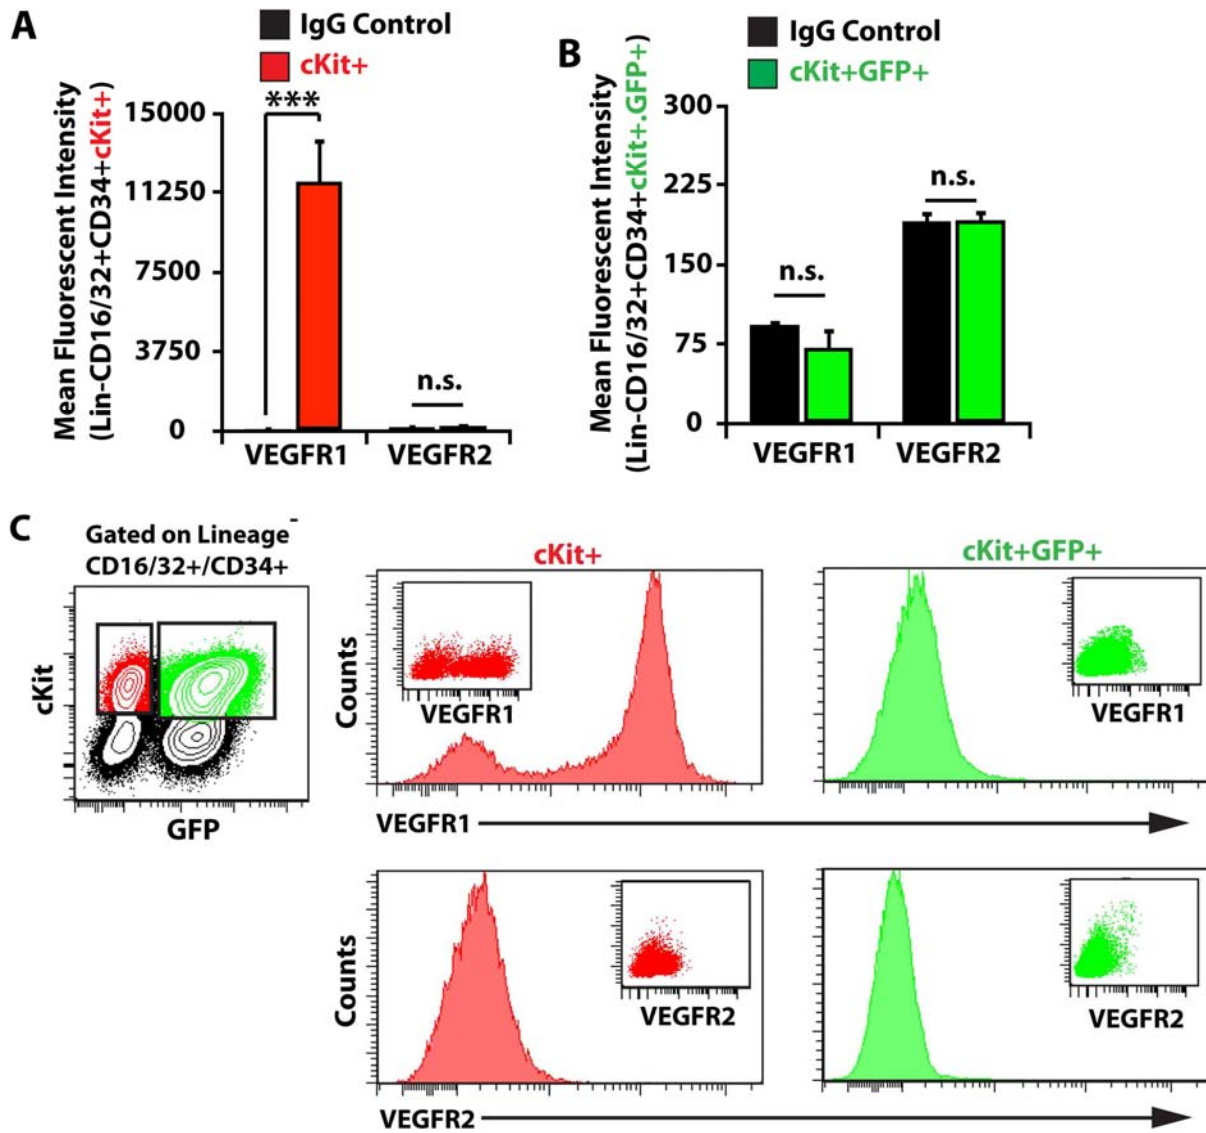 A
IgG Control
cKit+
Mean Fluorescent Intensity
(Lin-CD16/32+CD34+cKit+)
15000
11250
7500
3750
0
***
n.s.
VEGFR1
VEGFR2
B
IgG Control
cKit+GFP+
Mean Fluorescent Intensity
(Lin-CD16/32+CD34+cKit+.GFP+)
300
225
150
75
0
n.s.
n.s.
VEGFR1
VEGFR2
C
Gated on Lineage-
CD16/32+/CD34+
cKit
GFP
cKit+
Counts
VEGFR1
cKit+GFP+
VEGFR1
VEGFR1
Counts
VEGFR2
VEGFR2
VEGFR2